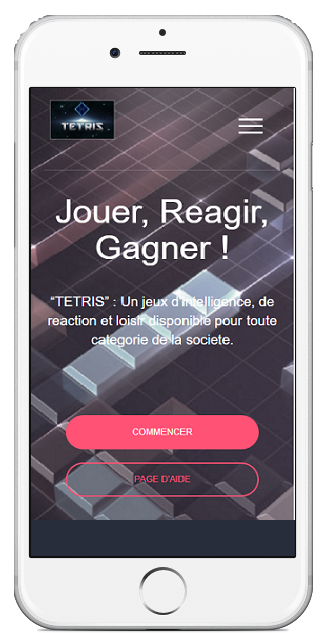 TETRIS
Jouer, Reagir,
Gagner !
“TETRIS” : Un jeux d'intelligence, de
reaction et loisir disponible pour toute
categorie de la societe.
COMMENCER
PAGE D'AIDE